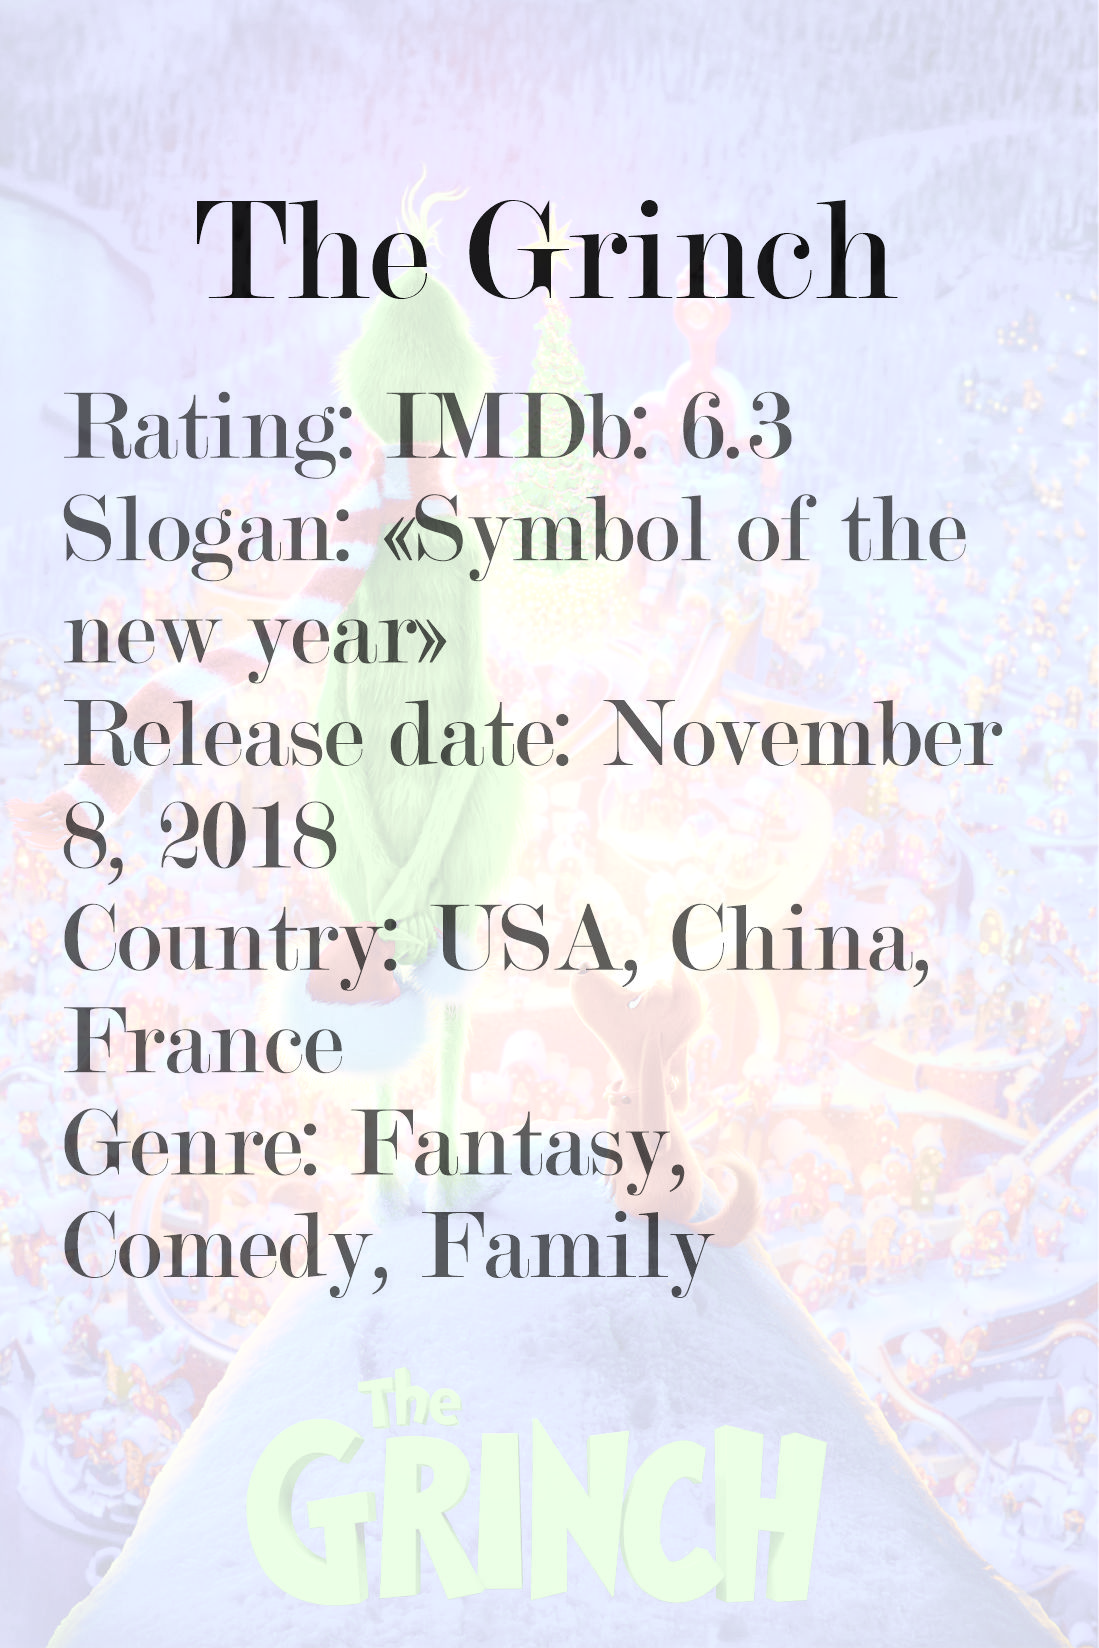 The Grinch
Rating: IMDb: 6.3
Slogan: «Symbol of the
new year»
Release date: November
8, 2018
Country: USA, China,
France
Genre: Fantasy,
Comedy, Family
The
GRINCH